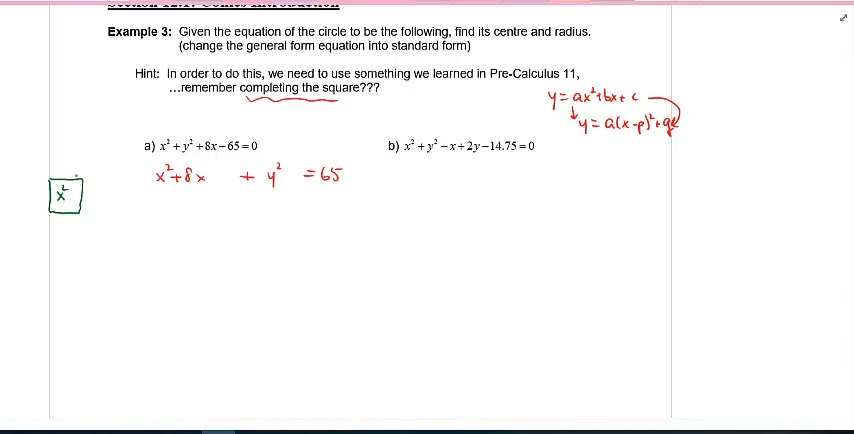 Example 3: Given the equation of the circle to be the following, find its centre and radius.
(change the general form equation into standard form)
Hint: In order to do this, we need to use something we learned in Pre-Calculus 11,
…remember completing the square???
y = ax² + bx + c
y = a(x-p)² + q
a) x² + y² + 8x − 65 = 0
b) x² + y² − x + 2y − 14.75 = 0
x² + 8x + y² = 65
x²